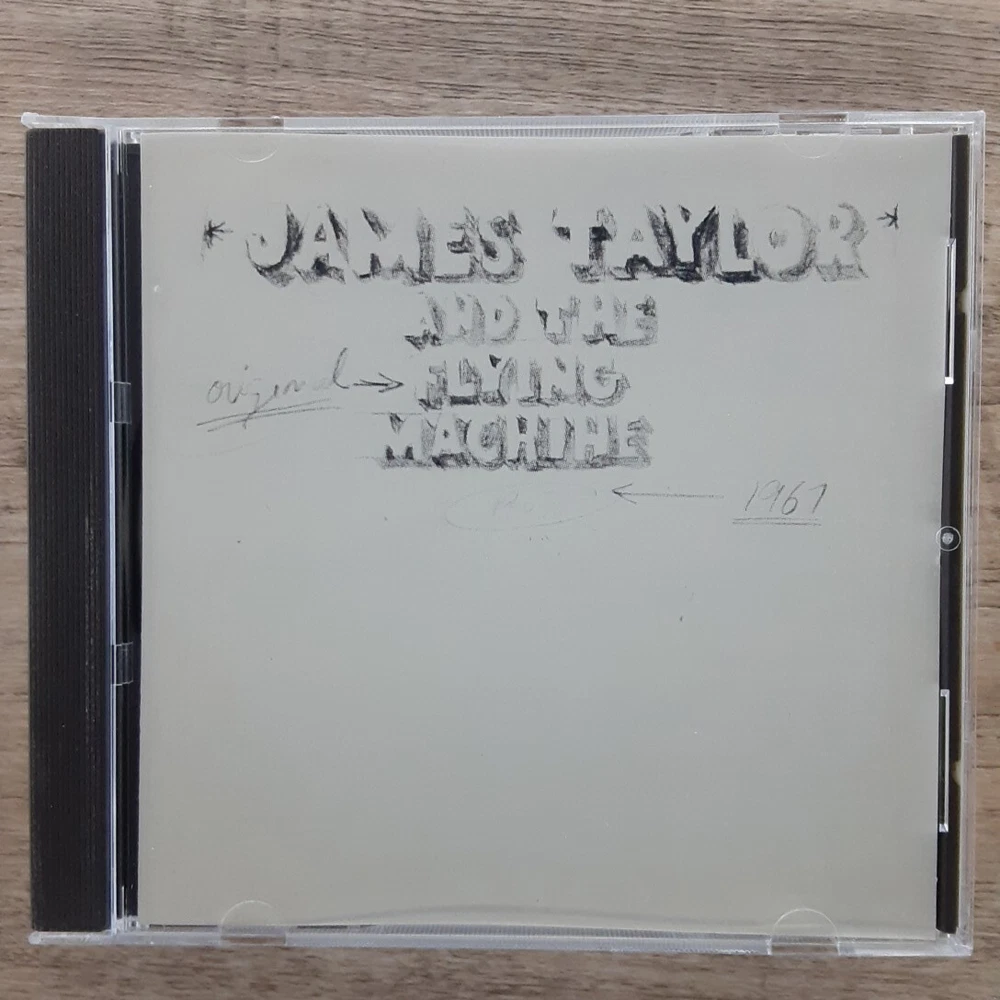 * JAMES TAYLOR *
AND THE
original → FLYING
MACHINE
← 1967